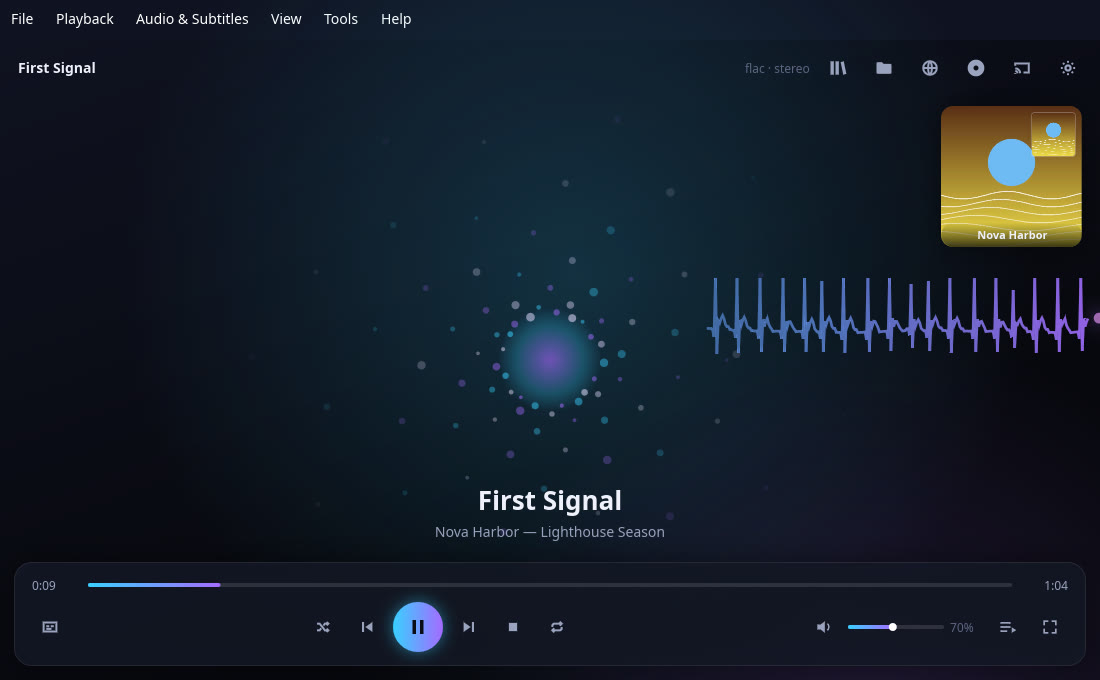 File Playback Audio & Subtitles View Tools Help
First Signal
flac · stereo
Nova Harbor
First Signal
Nova Harbor — Lighthouse Season
0:09
1:04
70%